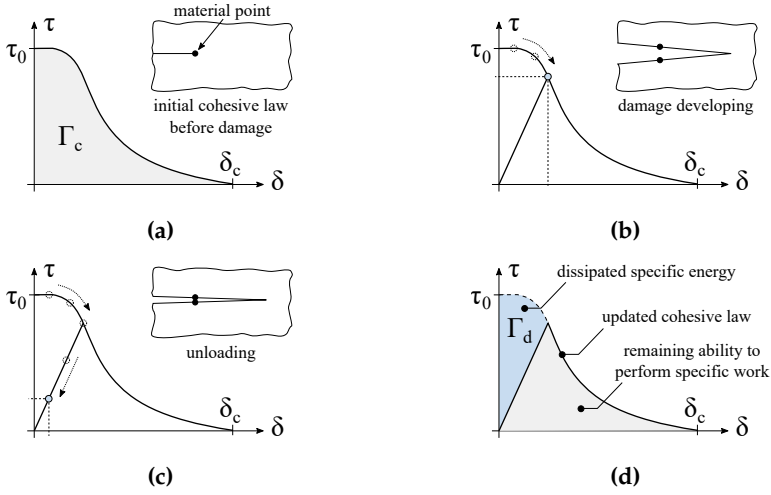 τ
τ₀
material point
initial cohesive law
before damage
Γc
δc
δ
(a)
τ
τ₀
damage developing
δc
δ
(b)
τ
τ₀
unloading
δc
δ
(c)
τ
τ₀
dissipated specific energy
Γd
updated cohesive law
remaining ability to
perform specific work
δc
δ
(d)